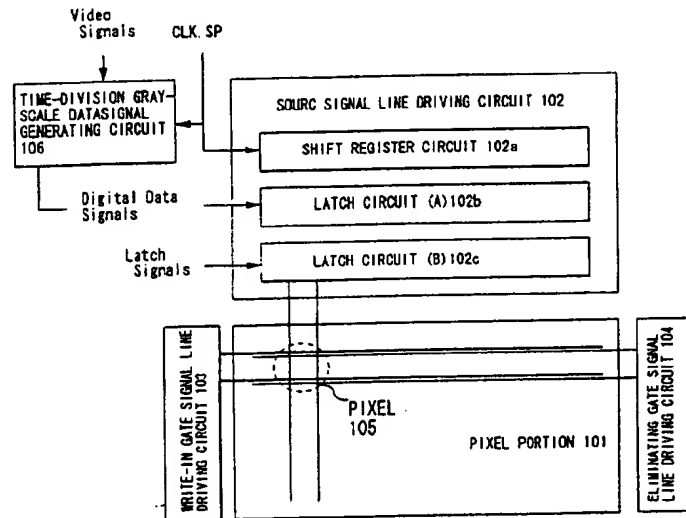 Video
Signals
CLK.SP
TIME-DIVISION GRAY-
SCALE DATASIGNAL
GENERATING CIRCUIT
106
SOURC SIGNAL LINE DRIVING CIRCUIT 102
SHIFT REGISTER CIRCUIT 102a
Digital Data
Signals
LATCH CIRCUIT (A)102b
Latch
Signals
LATCH CIRCUIT (B)102c
WRITE-IN GATE SIGNAL LINE
DRIVING CIRCUIT 103
PIXEL
105
PIXEL PORTION 101
ELIMINATING GATE SIGNAL
LINE DRIVING CIRCUIT 104